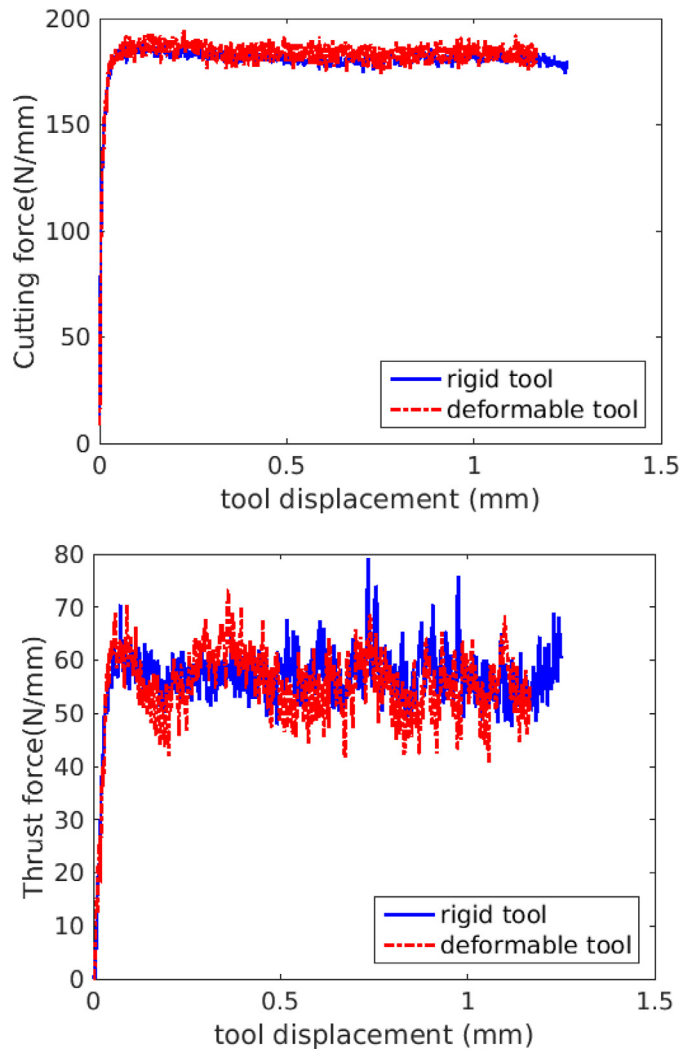 200
150
100
50
0
Cutting force(N/mm)
rigid tool
deformable tool
0
0.5
1
1.5
tool displacement (mm)
80
70
60
50
40
30
20
10
0
Thrust force(N/mm)
rigid tool
deformable tool
0
0.5
1
1.5
tool displacement (mm)